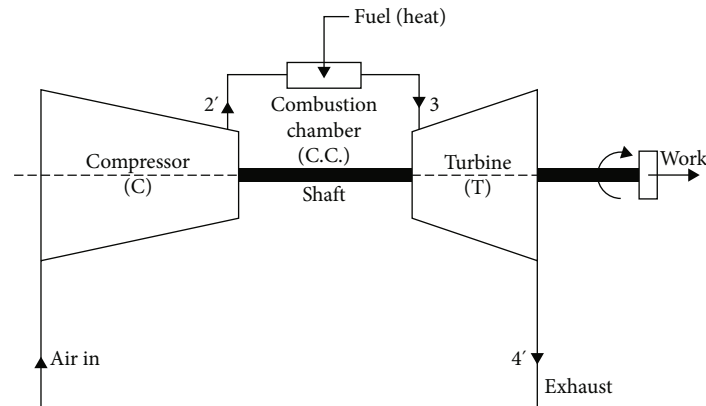 Fuel (heat)
2′
3
Combustion
chamber
(C.C.)
Compressor
(C)
Turbine
(T)
Work
Shaft
Air in
4′
Exhaust